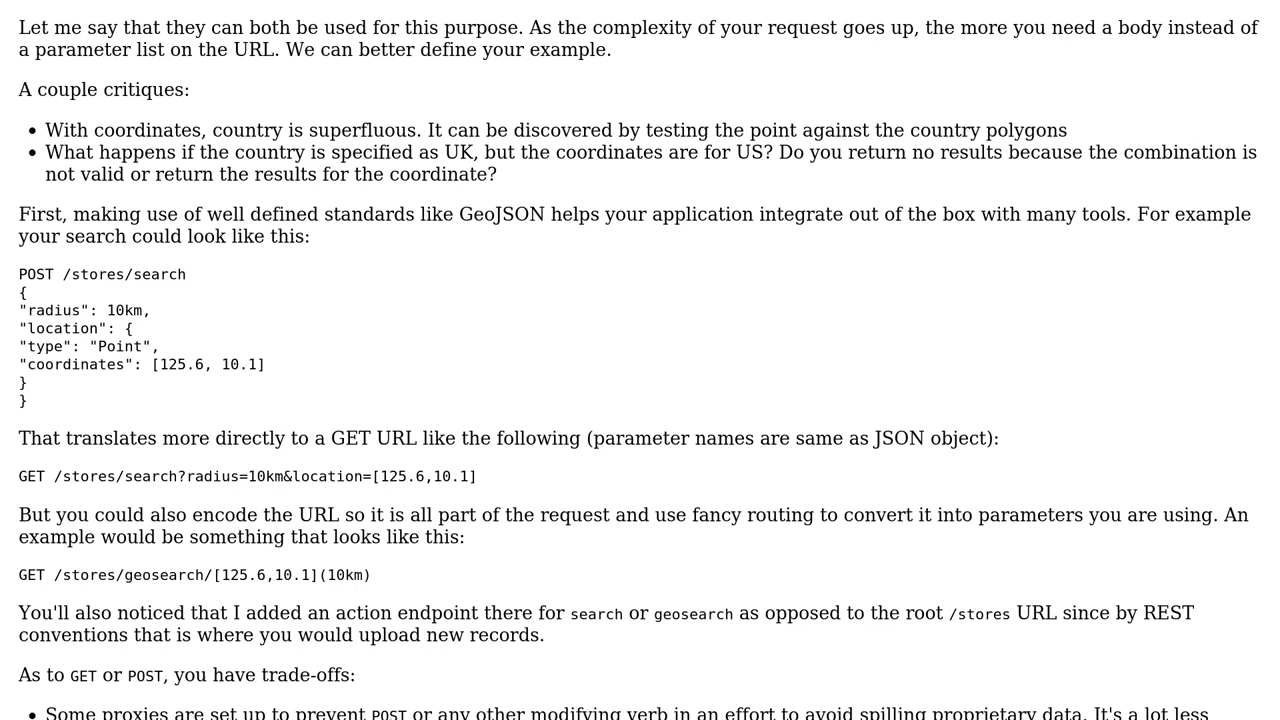 Let me say that they can both be used for this purpose. As the complexity of your request goes up, the more you need a body instead of
a parameter list on the URL. We can better define your example.
A couple critiques:
• With coordinates, country is superfluous. It can be discovered by testing the point against the country polygons
• What happens if the country is specified as UK, but the coordinates are for US? Do you return no results because the combination is
not valid or return the results for the coordinate?
First, making use of well defined standards like GeoJSON helps your application integrate out of the box with many tools. For example
your search could look like this:
POST /stores/search
{
"radius": 10km,
"location": {
"type": "Point",
"coordinates": [125.6, 10.1]
}
}
That translates more directly to a GET URL like the following (parameter names are same as JSON object):
GET /stores/search?radius=10km&location=[125.6,10.1]
But you could also encode the URL so it is all part of the request and use fancy routing to convert it into parameters you are using. An
example would be something that looks like this:
GET /stores/geosearch/[125.6,10.1](10km)
You'll also noticed that I added an action endpoint there for search or geosearch as opposed to the root /stores URL since by REST
conventions that is where you would upload new records.
As to GET or POST, you have trade-offs:
• Some proxies are set up to prevent POST or any other modifying verb in an effort to avoid spilling proprietary data. It's a lot less